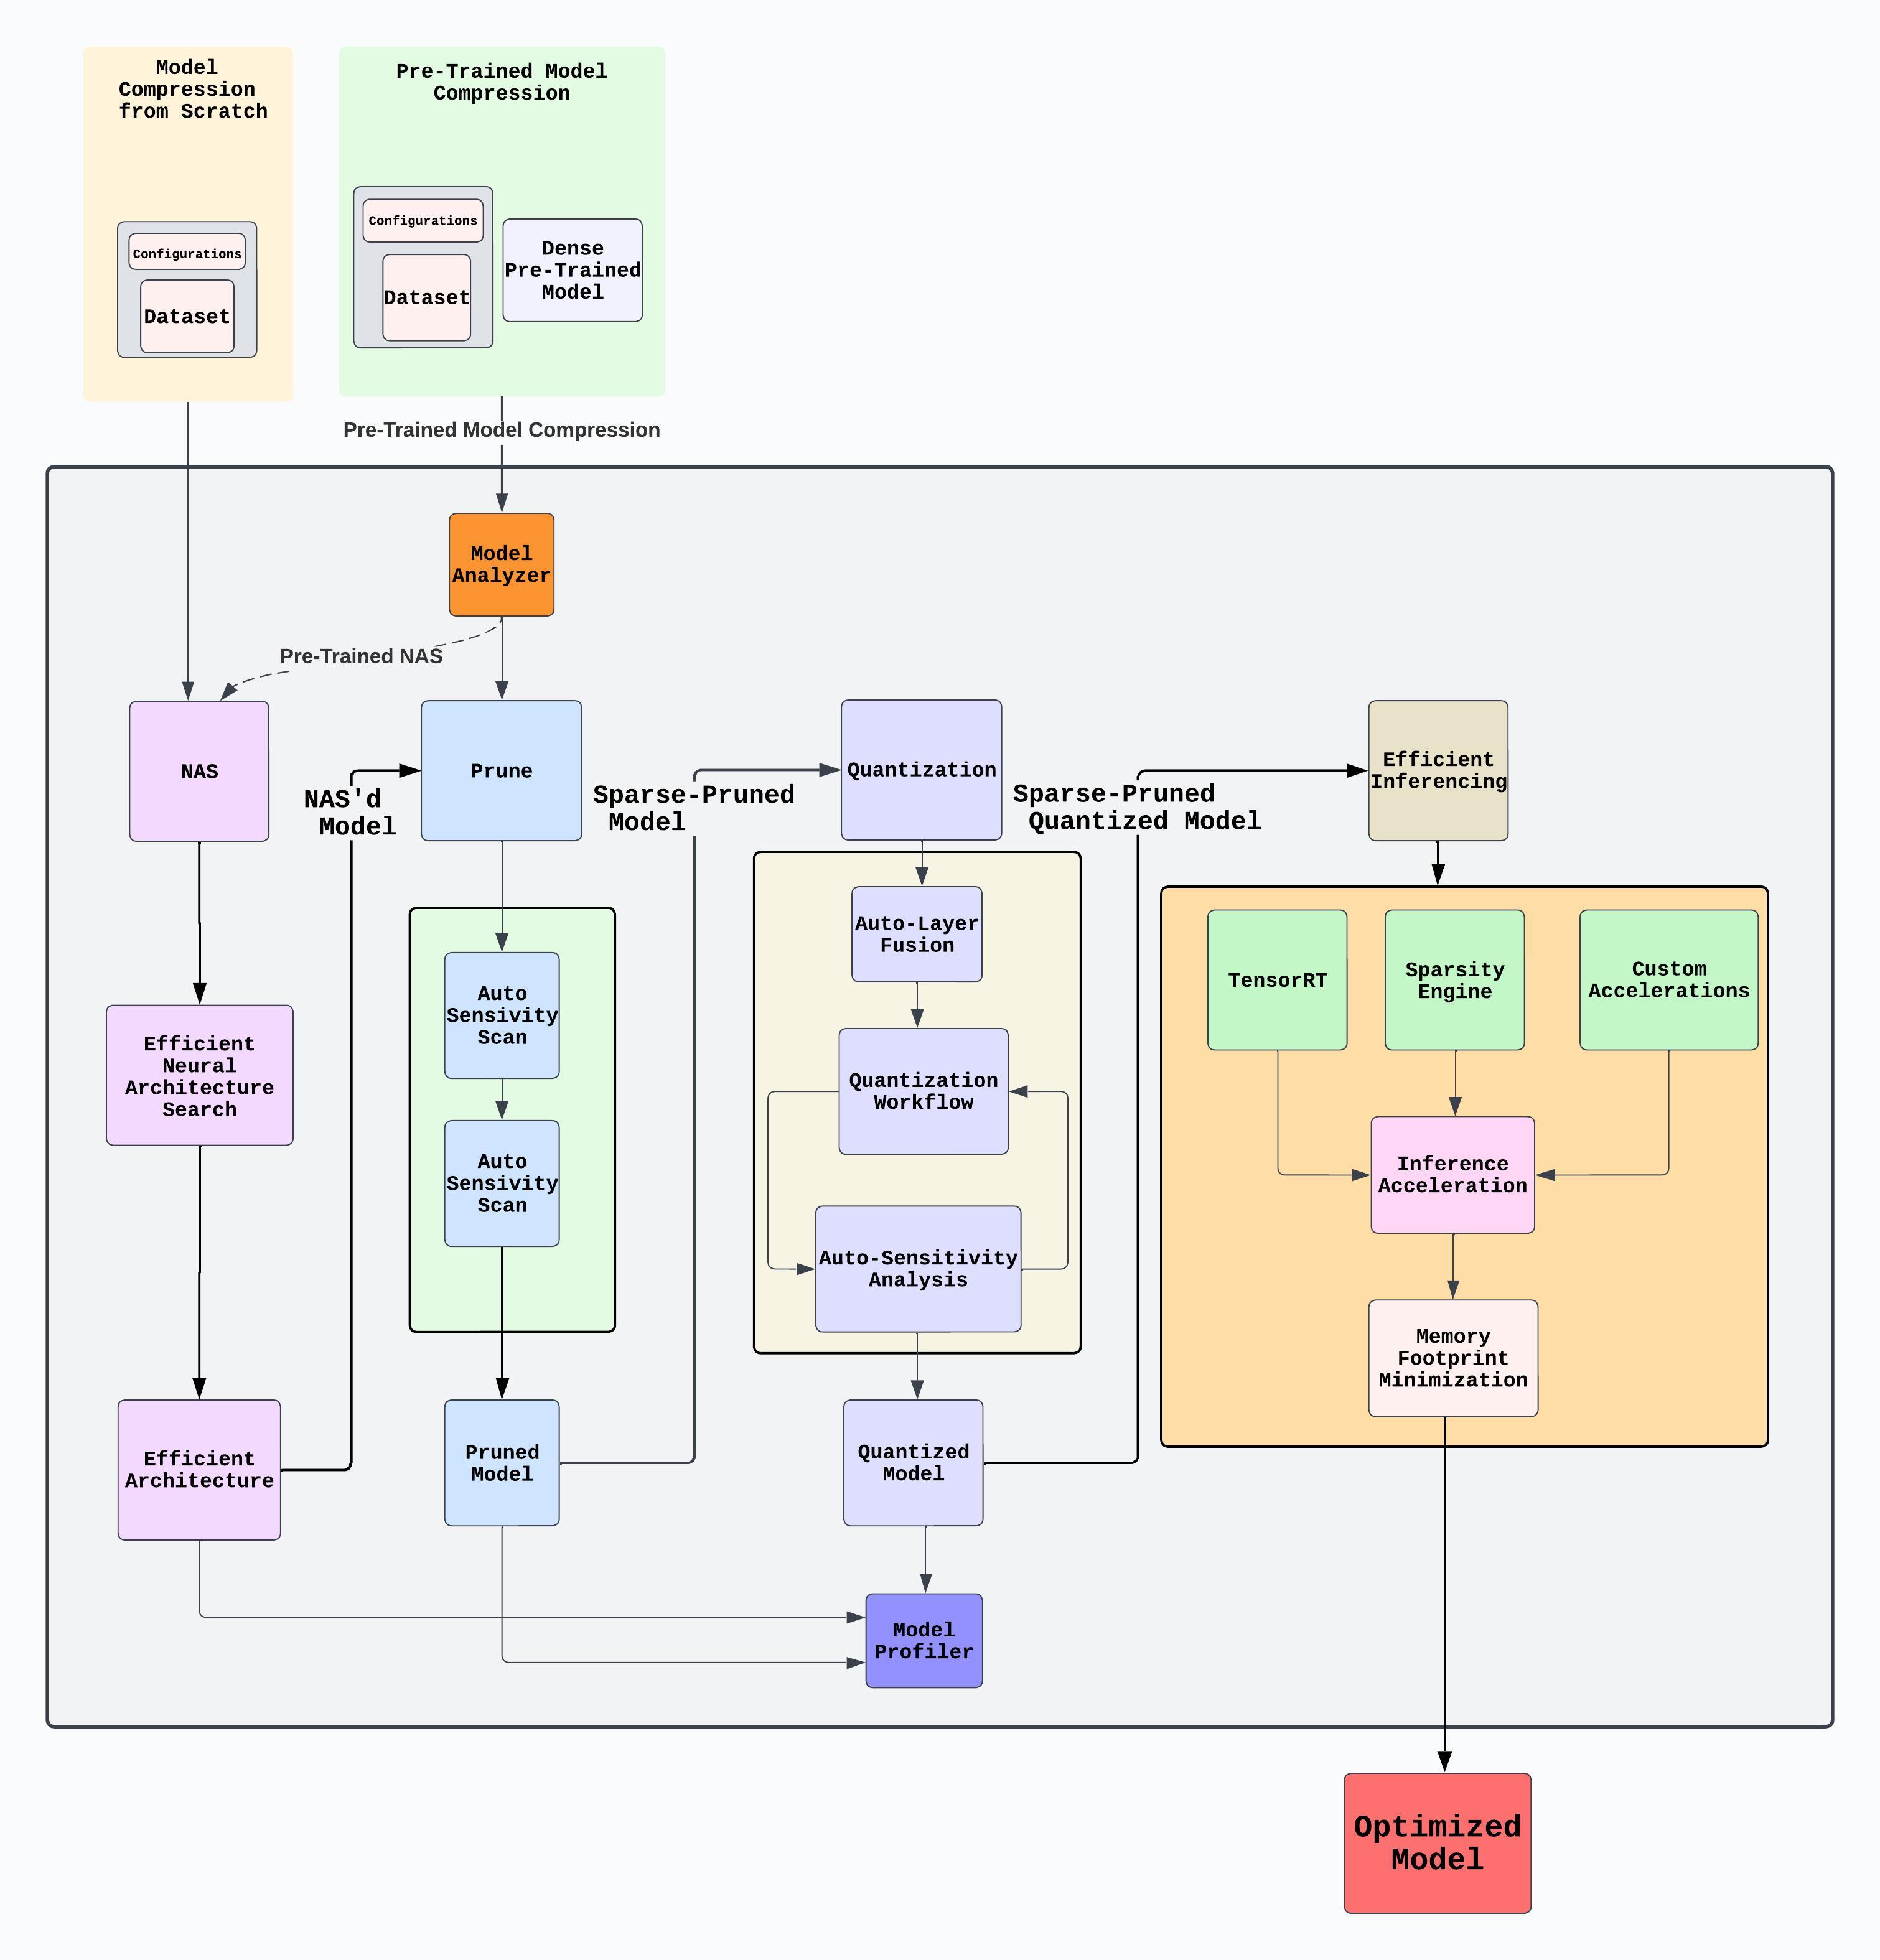 Model
Compression
from Scratch
Configurations
Dataset
Pre-Trained Model
Compression
Configurations
Dataset
Dense
Pre-Trained
Model
Pre-Trained Model Compression
Model
Analyzer
Pre-Trained NAS
NAS
NAS'd
Model
Prune
Sparse-Pruned
Model
Quantization
Sparse-Pruned
Quantized Model
Efficient
Inferencing
Efficient
Neural
Architecture
Search
Auto
Sensivity
Scan
Auto
Sensivity
Scan
Auto-Layer
Fusion
Quantization
Workflow
Auto-Sensitivity
Analysis
TensorRT
Sparsity
Engine
Custom
Accelerations
Inference
Acceleration
Memory
Footprint
Minimization
Efficient
Architecture
Pruned
Model
Quantized
Model
Model
Profiler
Optimized
Model